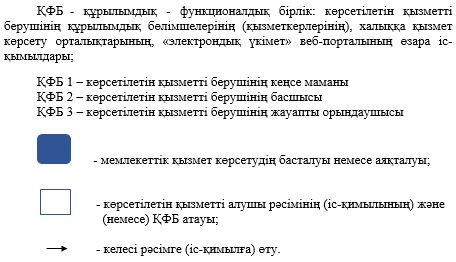 ҚФБ - құрылымдық - функционалдық бірлік: көрсетілетін қызметті
берушінің құрылымдық бөлімшелерінің (қызметкерлерінің), халыққа қызмет
көрсету орталықтарының, «электрондық үкімет» веб-порталының өзара іс-
қымылдары;
ҚФБ 1 – көрсетілетін қызметті берушінің кеңсе маманы
ҚФБ 2 – көрсетілетін қызметті берушінің басшысы
ҚФБ 3 – көрсетілетін қызметті берушінің жауапты орындаушысы
- мемлекеттік қызмет көрсетудің басталуы немесе аяқталуы;
- көрсетілетін қызметті алушы рәсімінің (іс-қимылының) және
(немесе) ҚФБ атауы;
- келесі рәсімге (іс-қимылға) өту.